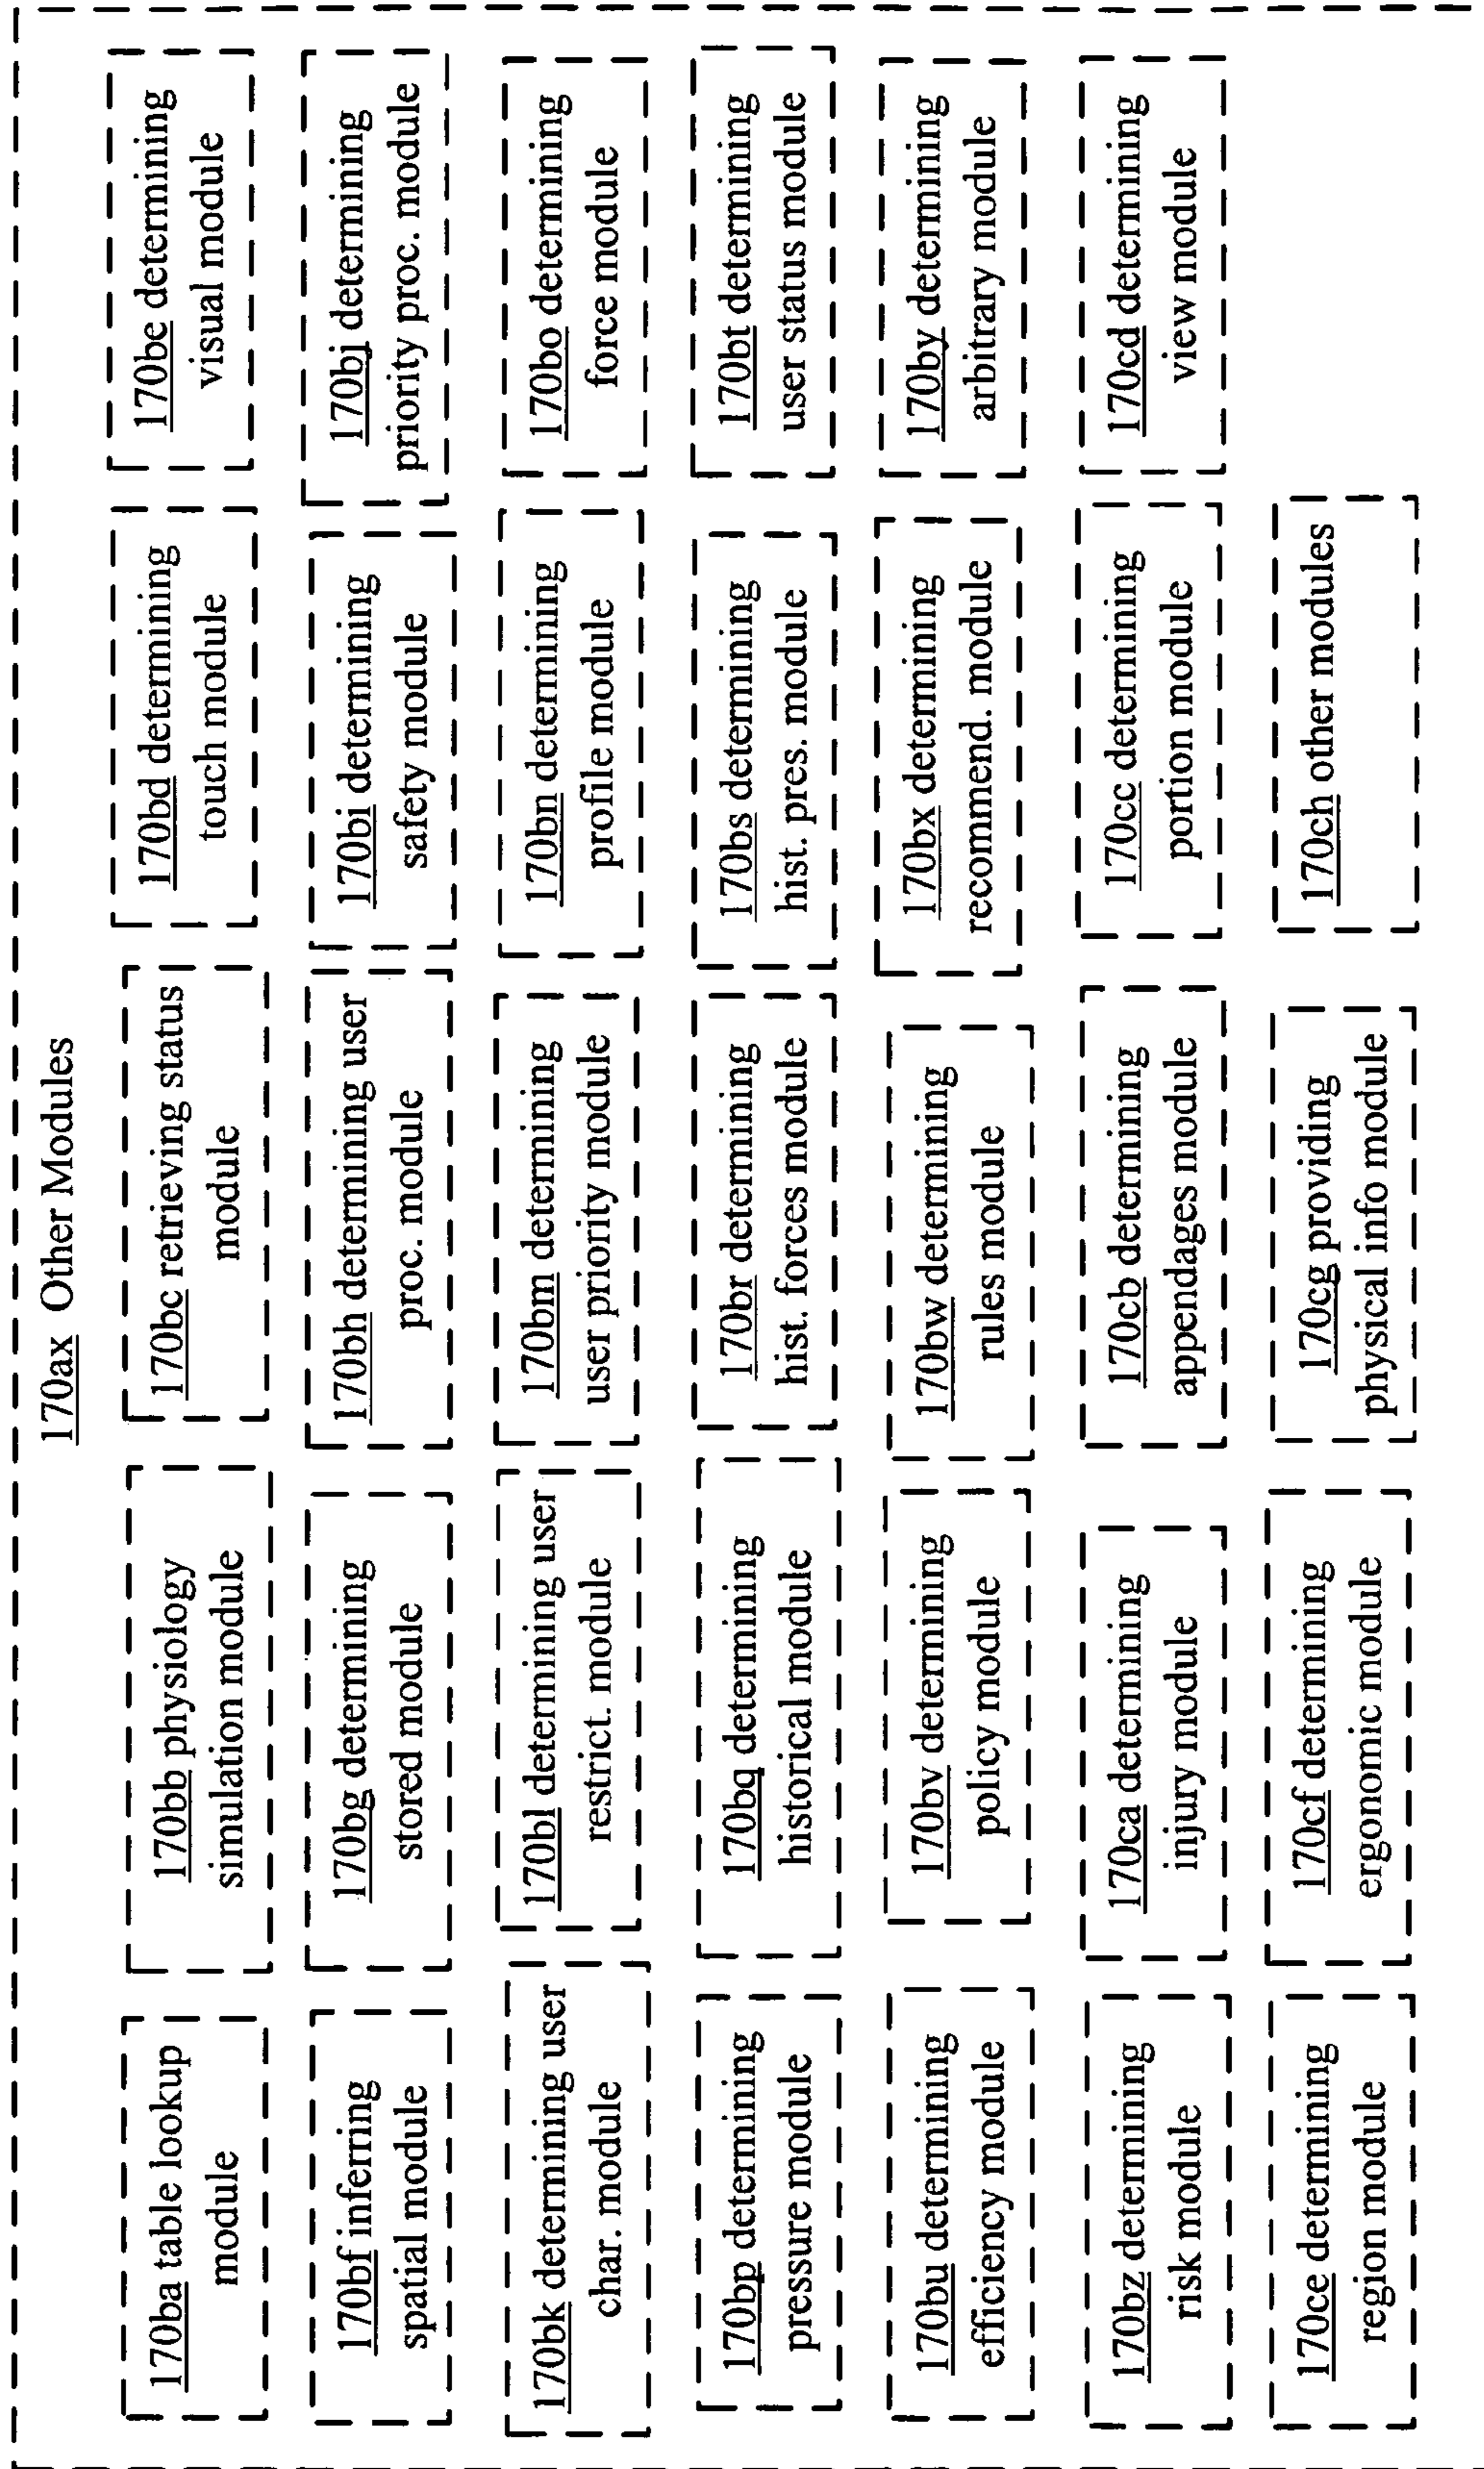 170ax Other Modules
170ba table lookup
module
170bb physiology
simulation module
170bc retrieving status
module
170bd determining
touch module
170be determining
visual module
170bf inferring
spatial module
170bg determining
stored module
170bh determining user
proc. module
170bi determining
safety module
170bj determining
priority proc. module
170bk determining user
char. module
170bl determining user
restrict. module
170bm determining
user priority module
170bn determining
profile module
170bo determining
force module
170bp determining
pressure module
170bq determining
historical module
170br determining
hist. forces module
170bs determining
hist. pres. module
170bt determining
user status module
170bu determining
efficiency module
170bv determining
policy module
170bw determining
rules module
170bx determining
recommend. module
170by determining
arbitrary module
170bz determining
risk module
170ca determining
injury module
170cb determining
appendages module
170cc determining
portion module
170cd determining
view module
170ce determining
region module
170cf determining
ergonomic module
170cg providing
physical info module
170ch other modules